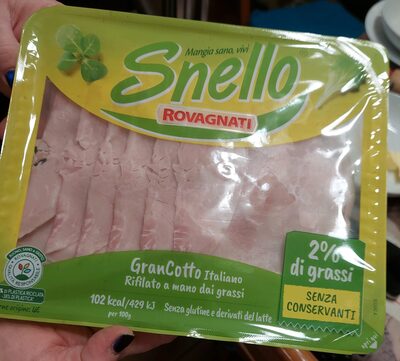 Mangia sano, vivi
Snello
ROVAGNATI
2%
di grassi
SENZA
CONSERVANTI
GranCotto Italiano
Rifilato a mano dai grassi
102 kcal/429 kJ
per 100g
Senza glutine e derivati del latte